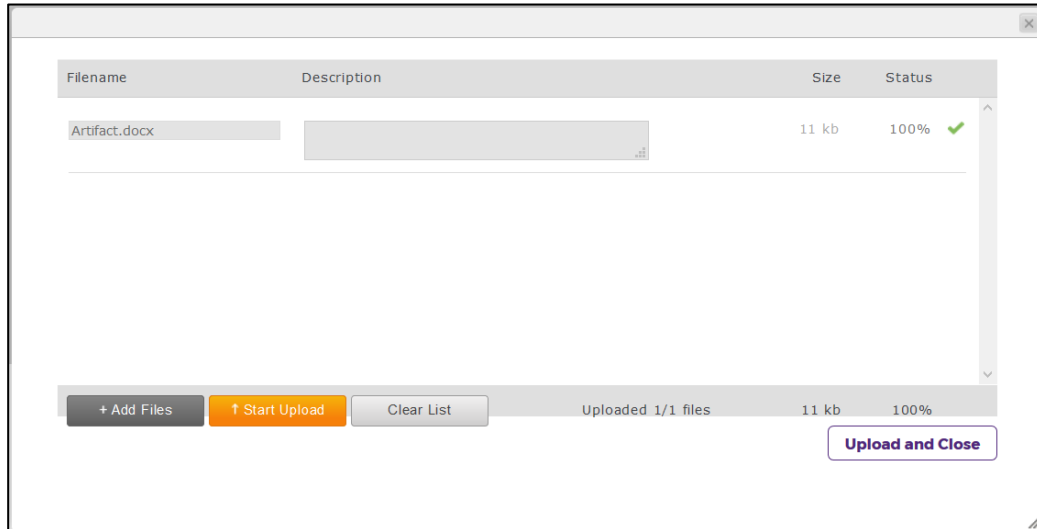 Filename Description Size Status
Artifact.docx 11 kb 100%
+ Add Files ↑ Start Upload Clear List Uploaded 1/1 files 11 kb 100%
Upload and Close